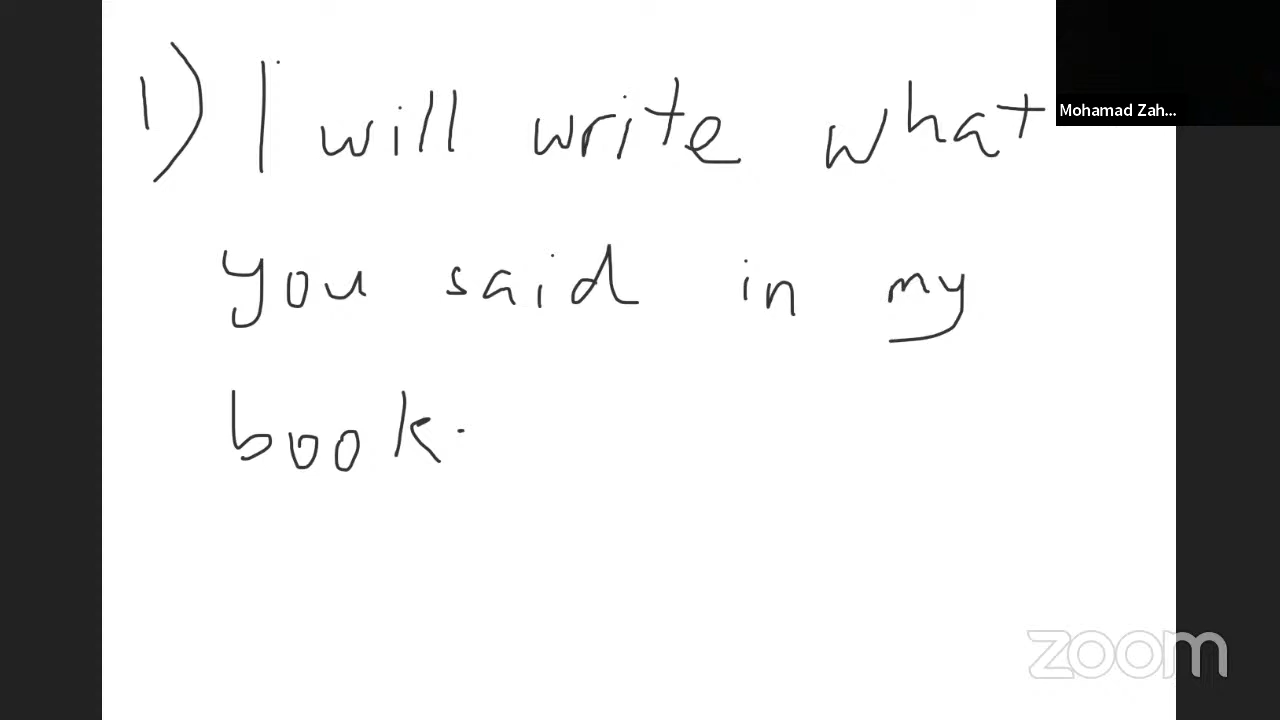 1) I will write what
Mohamad Zah...
you said in my
book.
zoom